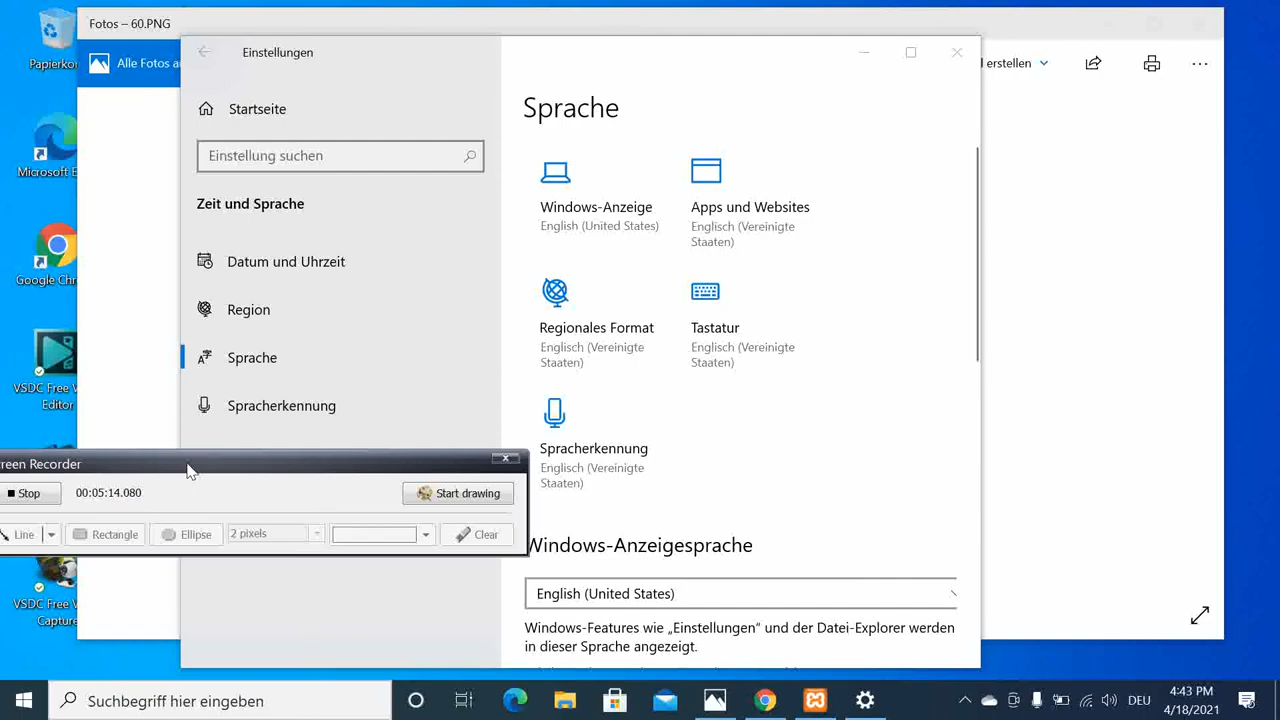 Fotos – 60.PNG
Papierko
Einstellungen
Alle Fotos a
erstellen
Startseite
Sprache
Einstellung suchen
Microsoft E
Zeit und Sprache
Windows-Anzeige
English (United States)
Apps und Websites
Englisch (Vereinigte
Staaten)
Datum und Uhrzeit
Google Chr
Region
Regionales Format
Englisch (Vereinigte
Staaten)
Tastatur
Englisch (Vereinigte
Staaten)
Sprache
VSDC Free V
Editor
Spracherkennung
Spracherkennung
Englisch (Vereinigte
Staaten)
reen Recorder
Stop
00:05:14.080
Start drawing
Line
Rectangle
Ellipse
2 pixels
Clear
Windows-Anzeigesprache
English (United States)
VSDC Free V
Capture
Windows-Features wie „Einstellungen" und der Datei-Explorer werden
in dieser Sprache angezeigt.
Suchbegriff hier eingeben
DEU
4:43 PM
4/18/2021